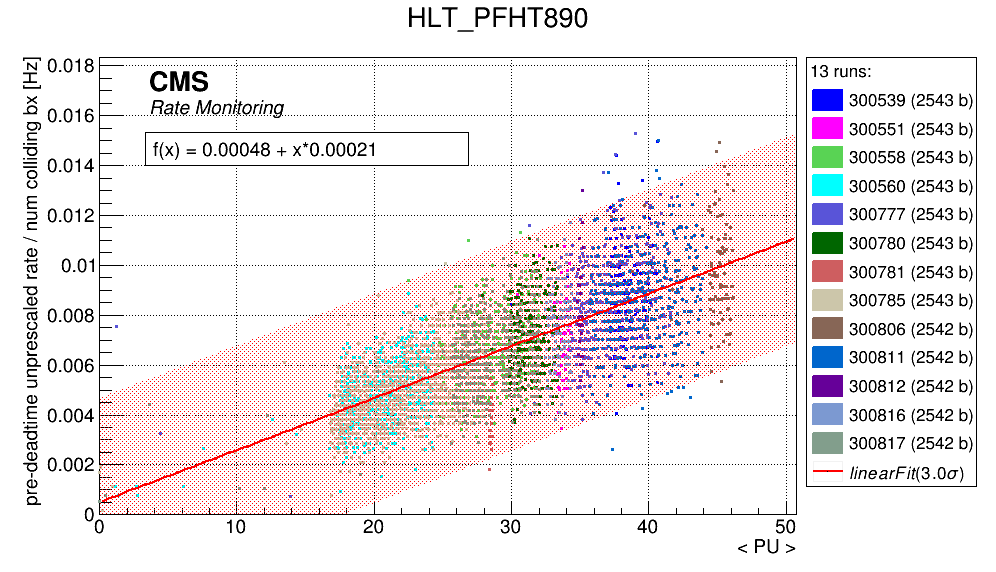 HLT_PFHT890
pre-deadtime unprescaled rate / num colliding bx [Hz]
0.018
0.016
0.014
0.012
0.01
0.008
0.006
0.004
0.002
0
CMS
Rate Monitoring
f(x) = 0.00048 + x*0.00021
0 10 20 30 40 50
< PU >
13 runs:
300539 (2543 b)
300551 (2543 b)
300558 (2543 b)
300560 (2543 b)
300777 (2543 b)
300780 (2543 b)
300781 (2543 b)
300785 (2543 b)
300806 (2542 b)
300811 (2542 b)
300812 (2542 b)
300816 (2542 b)
300817 (2542 b)
linearFit(3.0σ)